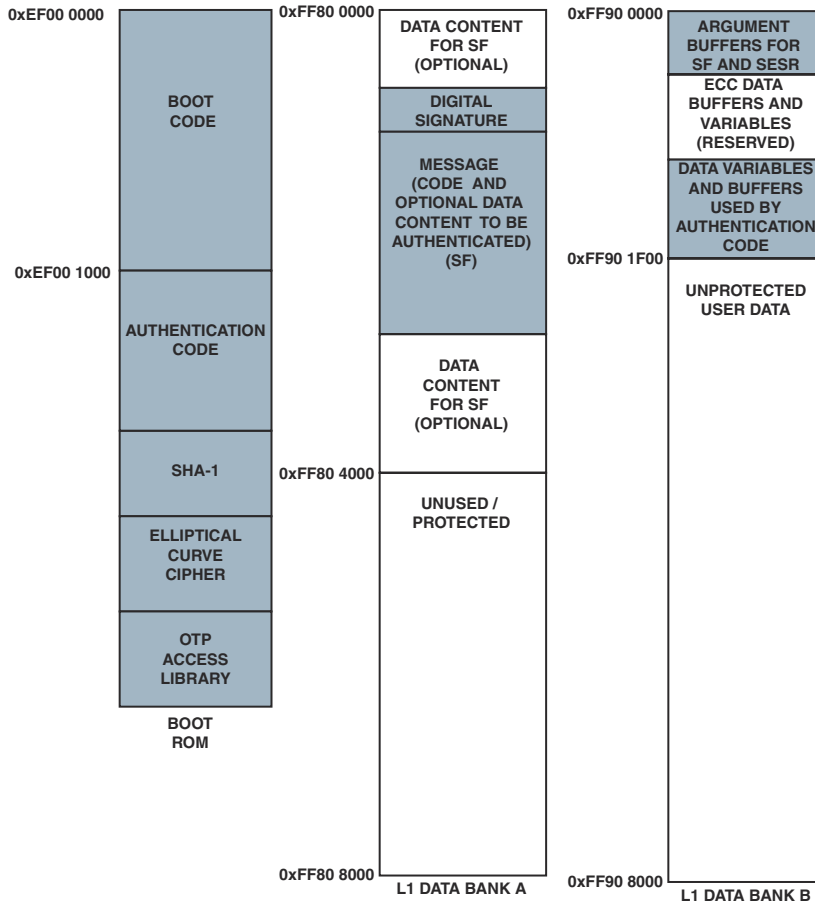 0xEF00 0000
BOOT
CODE
0xEF00 1000
AUTHENTICATION
CODE
SHA-1
ELLIPTICAL
CURVE
CIPHER
OTP
ACCESS
LIBRARY
BOOT
ROM
0xFF80 0000
DATA CONTENT
FOR SF
(OPTIONAL)
DIGITAL
SIGNATURE
MESSAGE
(CODE AND
OPTIONAL DATA
CONTENT TO BE
AUTHENTICATED)
(SF)
DATA
CONTENT
FOR SF
(OPTIONAL)
0xFF80 4000
UNUSED /
PROTECTED
0xFF80 8000
L1 DATA BANK A
0xFF90 0000
ARGUMENT
BUFFERS FOR
SF AND SESR
ECC DATA
BUFFERS AND
VARIABLES
(RESERVED)
DATA VARIABLES
AND BUFFERS
USED BY
AUTHENTICATION
CODE
0xFF90 1F00
UNPROTECTED
USER DATA
0xFF90 8000
L1 DATA BANK B